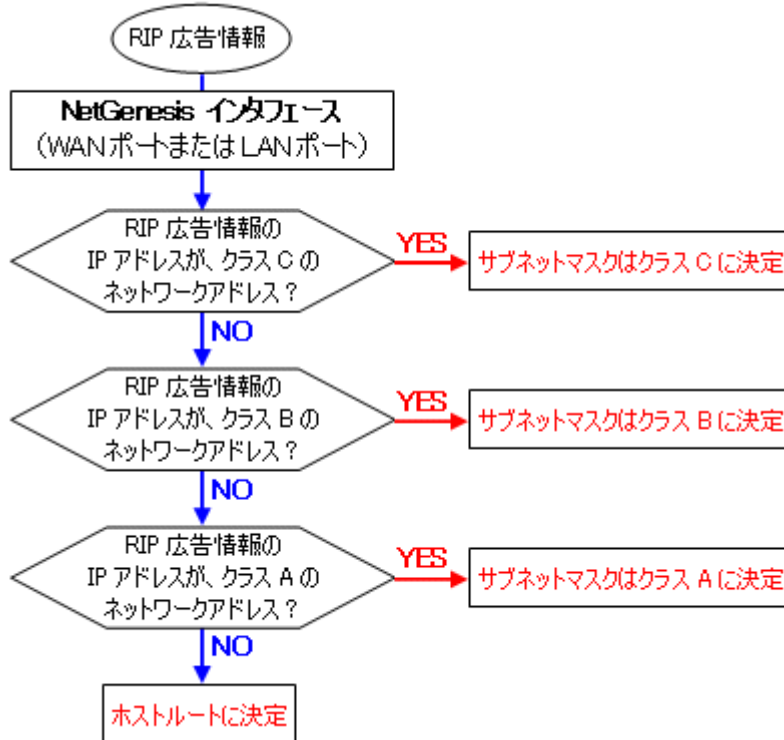 RIP 広告情報
NetGenesis インタフェース
（WANポートまたはLANポート）
RIP 広告情報の
IP アドレスが、クラス C の
ネットワークアドレス？
YES
サブネットマスクはクラス C に決定
NO
RIP 広告情報の
IP アドレスが、クラス B の
ネットワークアドレス？
YES
サブネットマスクはクラス B に決定
NO
RIP 広告情報の
IP アドレスが、クラス A の
ネットワークアドレス？
YES
サブネットマスクはクラス A に決定
NO
ホストルートに決定